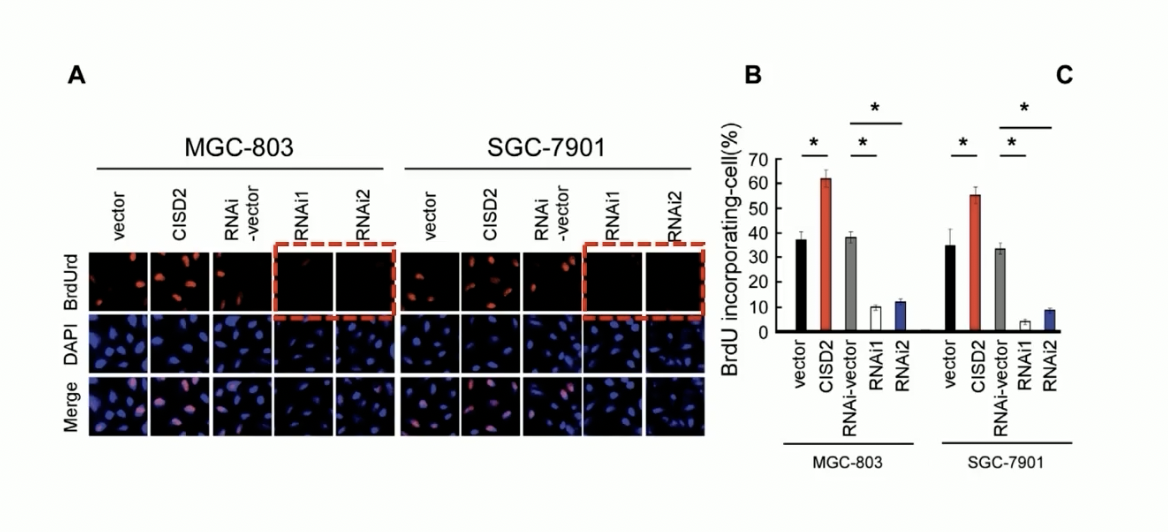 A
B
C
MGC-803
SGC-7901
vector
CISD2
RNAi
-vector
RNAi1
RNAi2
vector
CISD2
RNAi
-vector
RNAi1
RNAi2
BrdUrd
DAPI
Merge
BrdU incorporating-cell(%)
*
*
*
*
*
*
70
60
50
40
30
20
10
0
vector
CISD2
RNAi-vector
RNAi1
RNAi2
vector
CISD2
RNAi-vector
RNAi1
RNAi2
MGC-803
SGC-7901